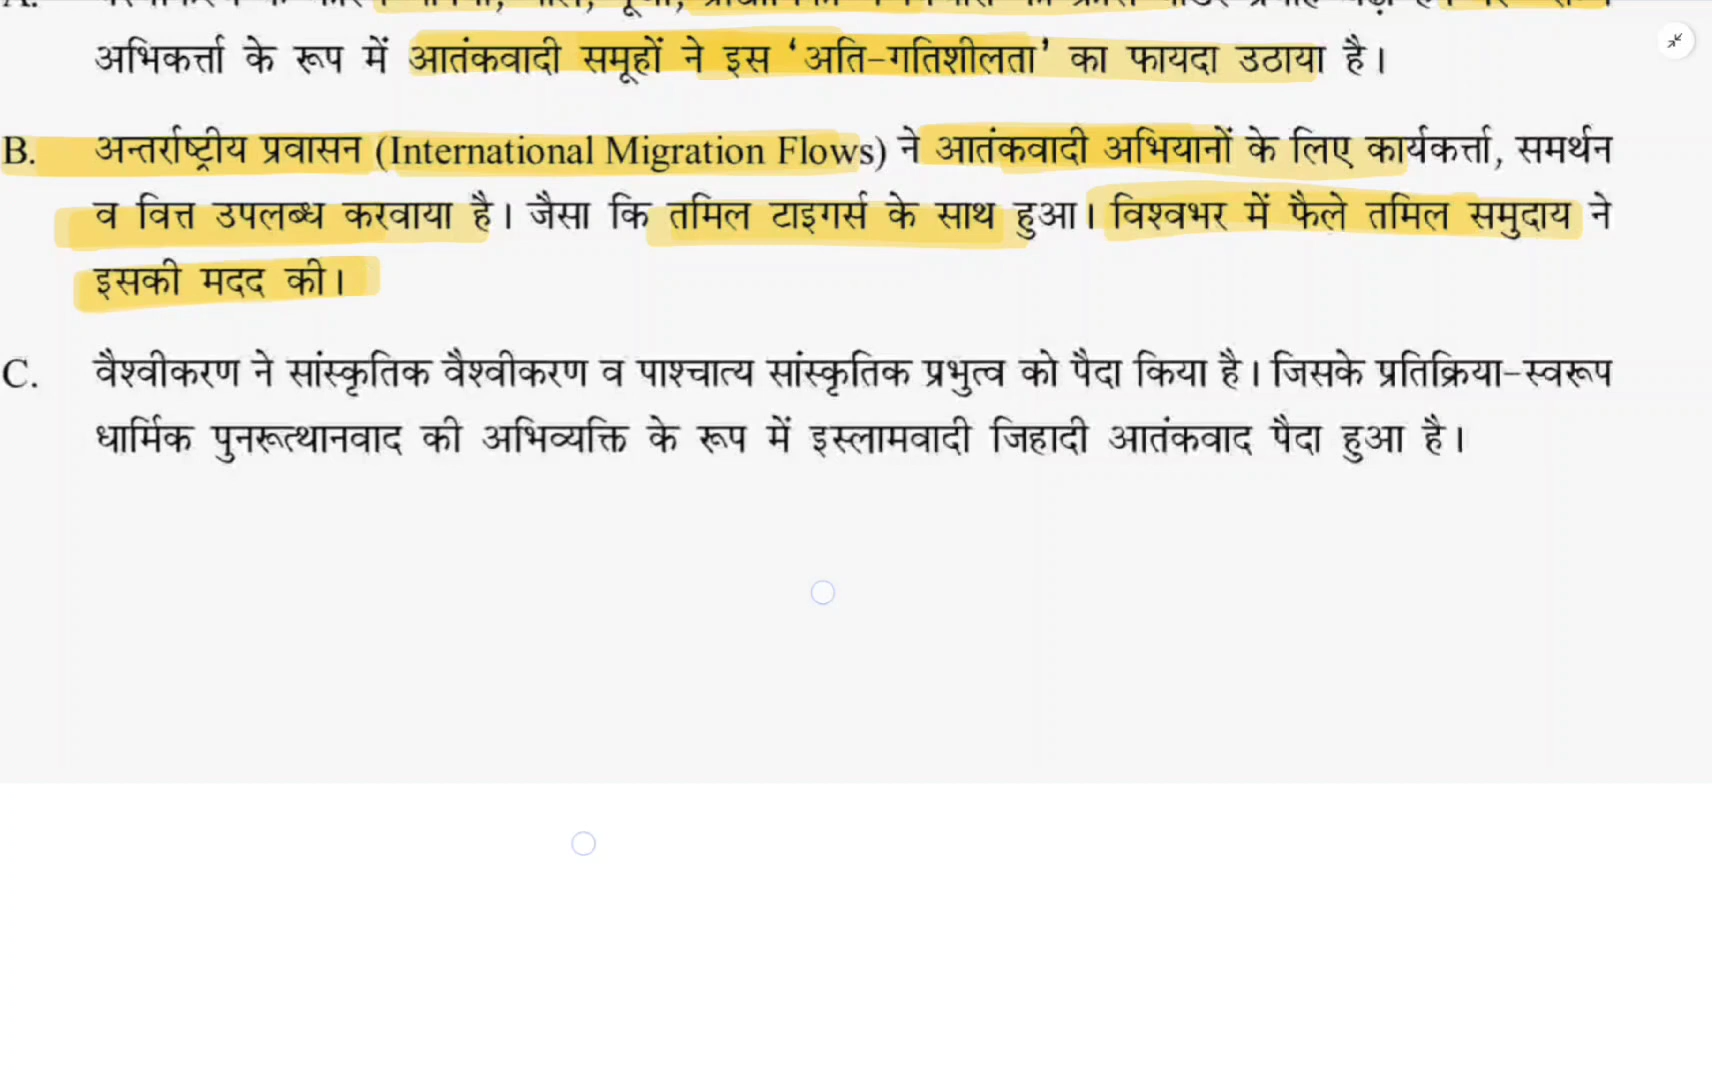 अभिकर्त्ता के रूप में आतंकवादी समूहों ने इस ‘अति-गतिशीलता’ का फायदा उठाया है।
B. अन्तर्राष्ट्रीय प्रवासन (International Migration Flows) ने आतंकवादी अभियानों के लिए कार्यकर्त्ता, समर्थन
व वित्त उपलब्ध करवाया है। जैसा कि तमिल टाइगर्स के साथ हुआ। विश्वभर में फैले तमिल समुदाय ने
इसकी मदद की।
C. वैश्वीकरण ने सांस्कृतिक वैश्वीकरण व पाश्चात्य सांस्कृतिक प्रभुत्व को पैदा किया है। जिसके प्रतिक्रिया-स्वरूप
धार्मिक पुनरूत्थानवाद की अभिव्यक्ति के रूप में इस्लामवादी जिहादी आतंकवाद पैदा हुआ है।